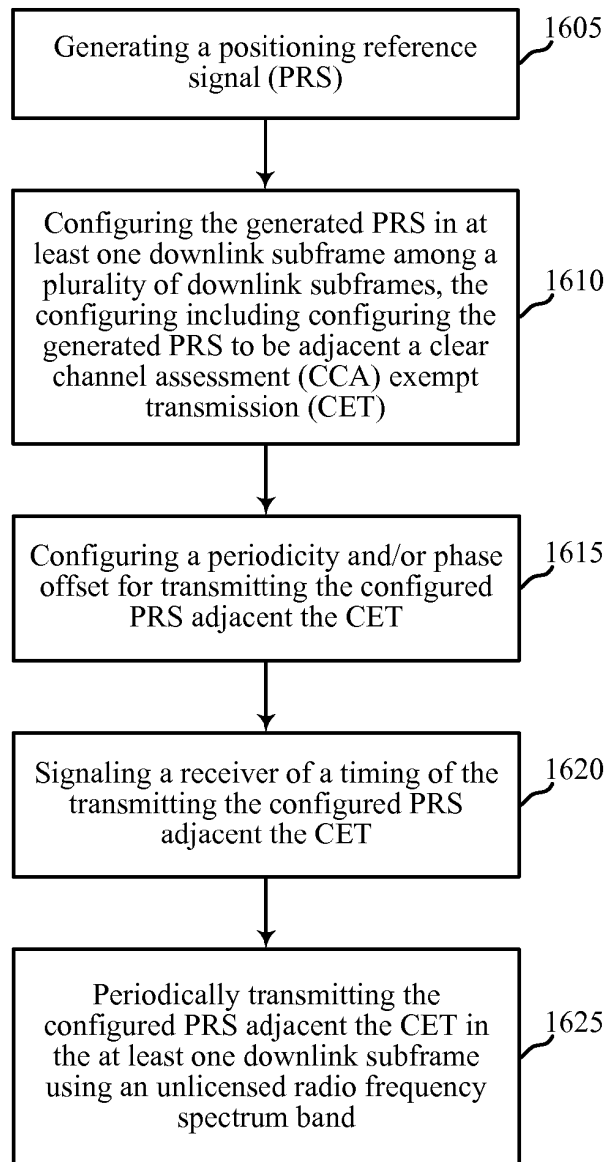 Generating a positioning reference
signal (PRS)
1605
Configuring the generated PRS in at
least one downlink subframe among a
plurality of downlink subframes, the
configuring including configuring the
generated PRS to be adjacent a clear
channel assessment (CCA) exempt
transmission (CET)
1610
Configuring a periodicity and/or phase
offset for transmitting the configured
PRS adjacent the CET
1615
Signaling a receiver of a timing of the
transmitting the configured PRS
adjacent the CET
1620
Periodically transmitting the
configured PRS adjacent the CET in
the at least one downlink subframe
using an unlicensed radio frequency
spectrum band
1625